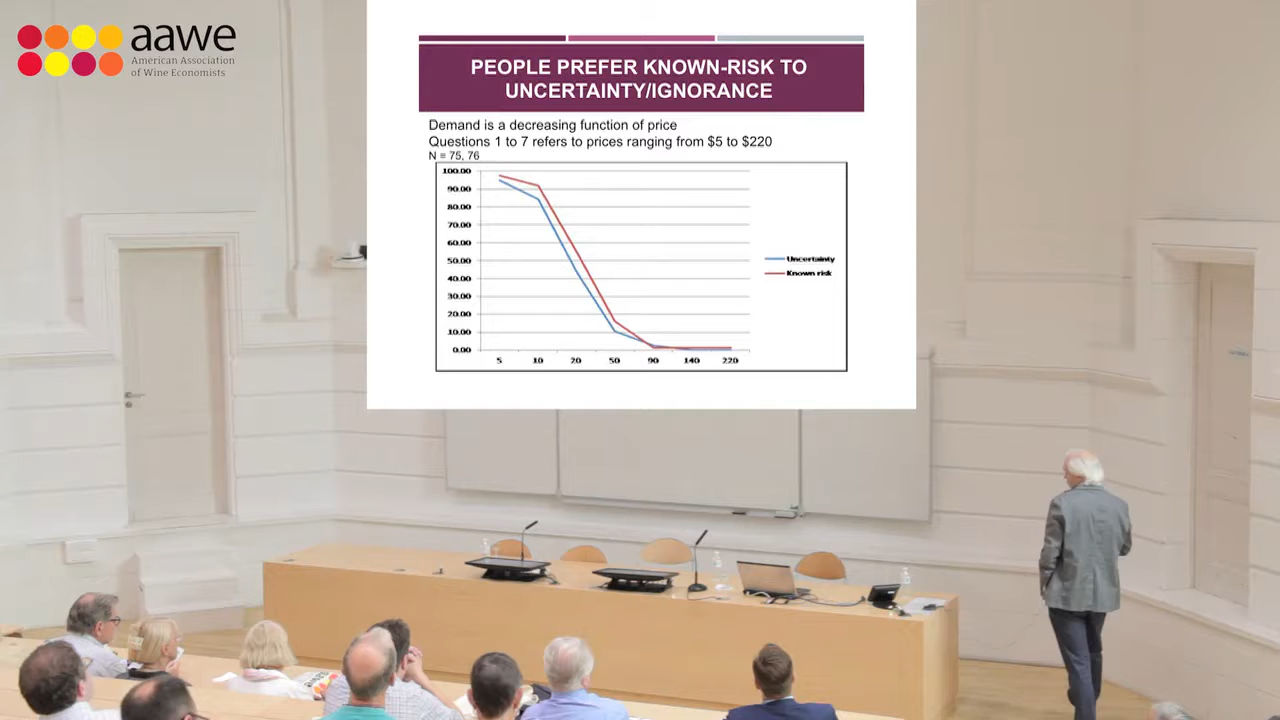 aawe
American Association
of Wine Economists
PEOPLE PREFER KNOWN-RISK TO
UNCERTAINTY/IGNORANCE
Demand is a decreasing function of price
Questions 1 to 7 refers to prices ranging from $5 to $220
N = 75, 76
100.00
90.00
80.00
70.00
60.00
50.00
40.00
30.00
20.00
10.00
0.00
5 10 20 50 90 140 220
Uncertainty
Known risk